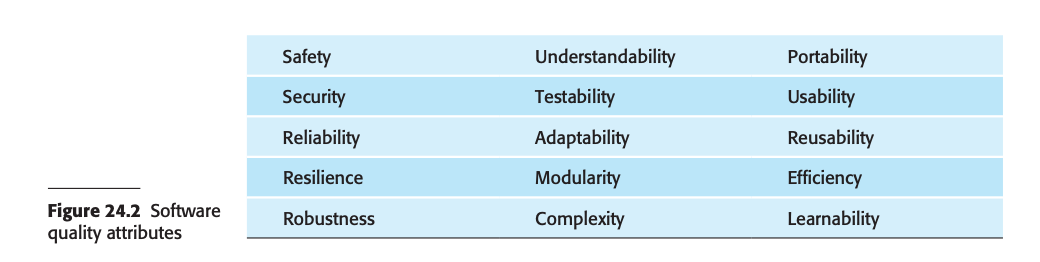 Safety Understandability Portability
Security Testability Usability
Reliability Adaptability Reusability
Resilience Modularity Efficiency
Robustness Complexity Learnability
Figure 24.2 Software
quality attributes